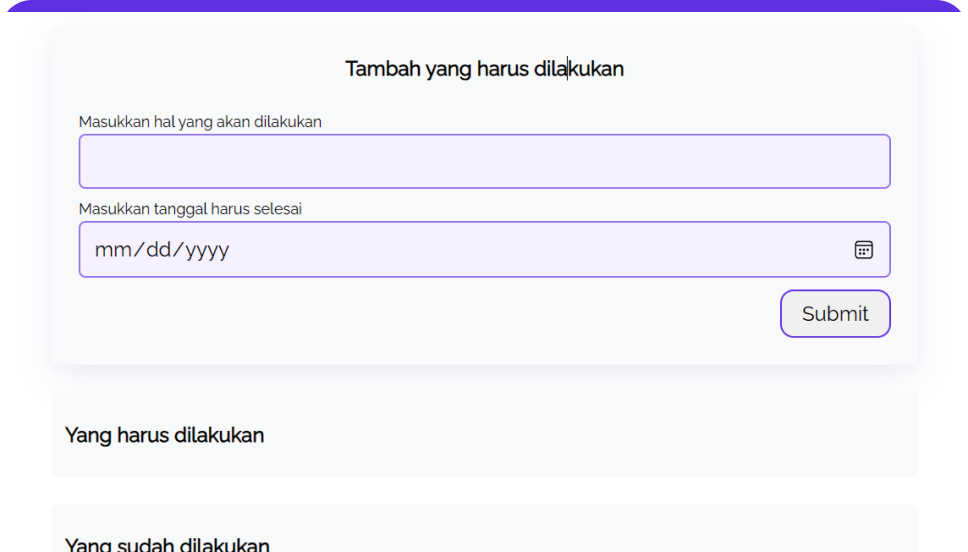 Tambah yang harus dilakukan
Masukkan hal yang akan dilakukan
Masukkan tanggal harus selesai
mm/dd/yyyy
Submit
Yang harus dilakukan
Yang sudah dilakukan